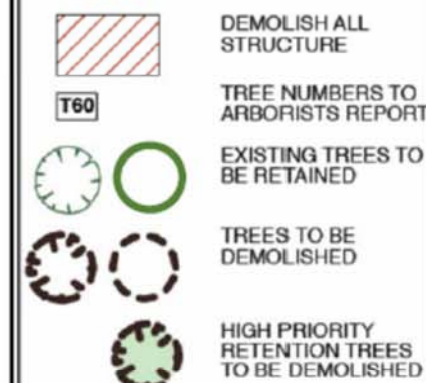 DEMOLISH ALL
STRUCTURE
T60
TREE NUMBERS TO
ARBORISTS REPORT
EXISTING TREES TO
BE RETAINED
TREES TO BE
DEMOLISHED
HIGH PRIORITY
RETENTION TREES
TO BE DEMOLISHED